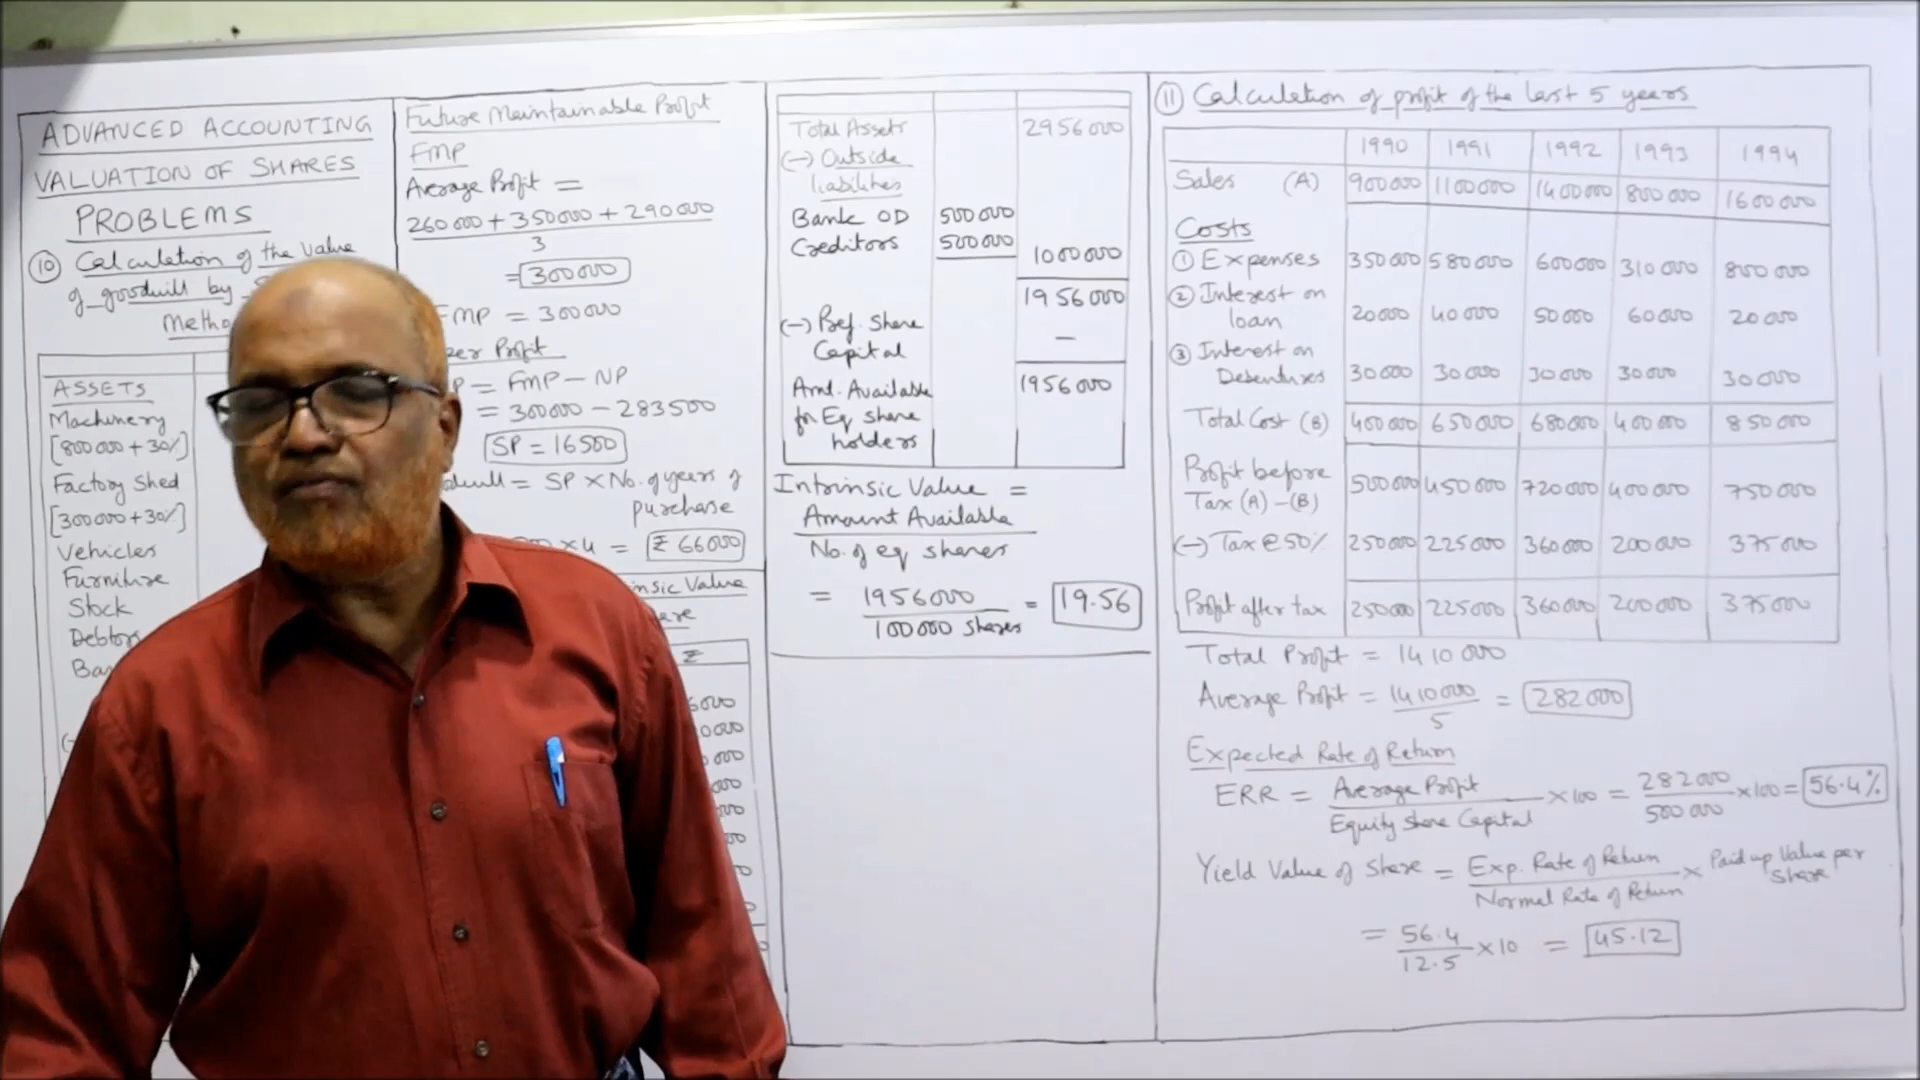 ADVANCED ACCOUNTING
VALUATION OF SHARES
PROBLEMS
⑩ Calculation of the Value
of goodwill by
ASSETS
Machinery
[800000+30%]
Factory Shed
[300000+30%]
Vehicles
Furniture
Stock
Debtors
Future Maintainable Profit
FMP
Average Profit =
260000 + 350000 + 290000
3
= 300000
FMP = 300000
Profit
= FMP - NP
= 300000 - 283500
SP = 16500
= SP × No. of years of
purchase
×4 = ₹ 66000
Value
₹
Total Assets 2956000
(-) Outside
liabilities
Bank OD 500000
Creditors 500000 1000000
1956000
(-) Pref. Share
Capital —
Amt. Available 1956000
for Eq share
holders
Intrinsic Value =
Amount Available
No. of eq shares
= 1956000 = 19.56
100000 shares
⑪ Calculation of profit of the last 5 years
1990 1991 1992 1993 1994
Sales (A) 900000 1100000 1400000 800000 1600000
Costs
① Expenses 350000 580000 600000 310000 800000
② Interest on
loan 20000 40000 50000 60000 20000
③ Interest on
Debentures 30000 30000 30000 30000 30000
Total Cost (B) 400000 650000 680000 400000 850000
Profit before
Tax (A) - (B) 500000 450000 720000 400000 750000
(-) Tax @ 50% 250000 225000 360000 200000 375000
Profit after tax 250000 225000 360000 200000 375000
Total Profit = 1410000
Average Profit = 1410000 = 282000
5
Expected Rate of Return
ERR = Average Profit ×100 = 282000 ×100 = 56.4%
Equity Share Capital 500000
Yield Value of Share = Exp. Rate of Return × Paid up Value per
Normal Rate of Return Share
= 56.4 ×10 = 45.12
12.5